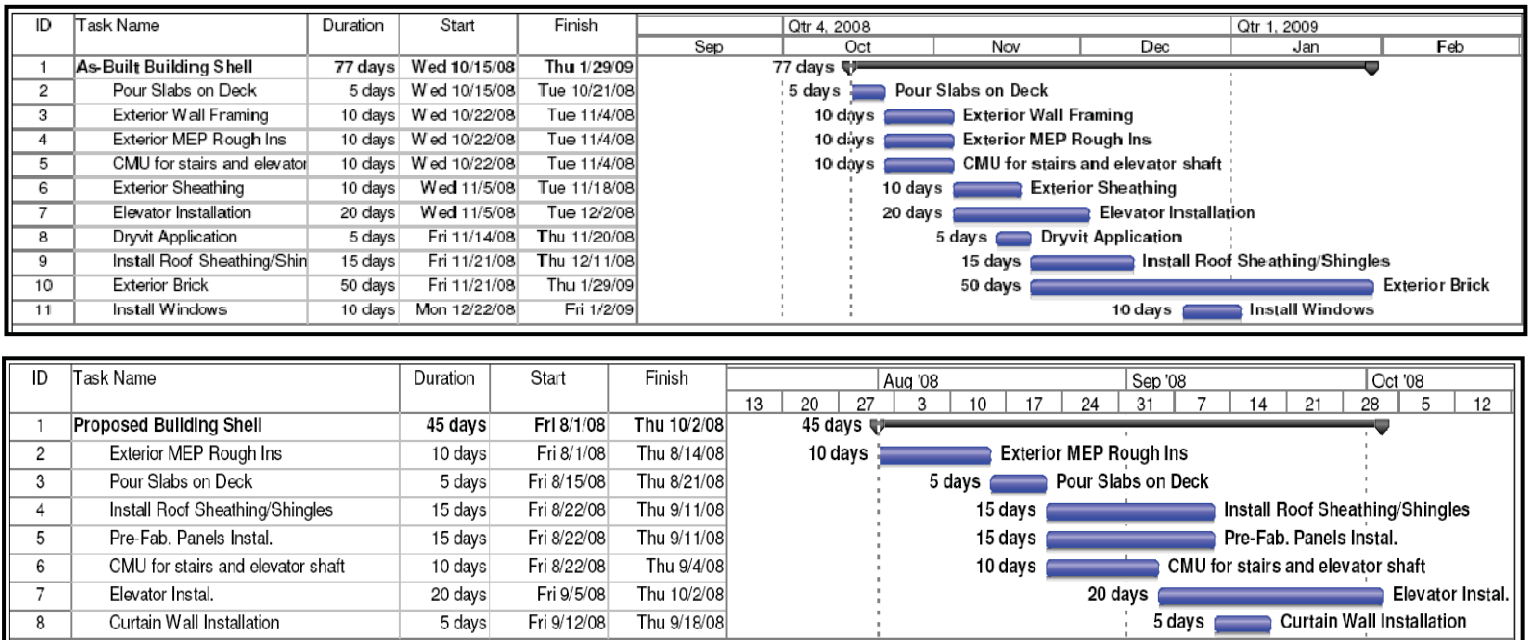 ID Task Name Duration Start Finish Qtr 4, 2008 Qtr 1, 2009
Sep Oct Nov Dec Jan Feb
1 As-Built Building Shell 77 days Wed 10/15/08 Thu 1/29/09 77 days
2 Pour Slabs on Deck 5 days Wed 10/15/08 Tue 10/21/08 5 days Pour Slabs on Deck
3 Exterior Wall Framing 10 days Wed 10/22/08 Tue 11/4/08 10 days Exterior Wall Framing
4 Exterior MEP Rough Ins 10 days Wed 10/22/08 Tue 11/4/08 10 days Exterior MEP Rough Ins
5 CMU for stairs and elevator 10 days Wed 10/22/08 Tue 11/4/08 10 days CMU for stairs and elevator shaft
6 Exterior Sheathing 10 days Wed 11/5/08 Tue 11/18/08 10 days Exterior Sheathing
7 Elevator Installation 20 days Wed 11/5/08 Tue 12/2/08 20 days Elevator Installation
8 Dryvit Application 5 days Fri 11/14/08 Thu 11/20/08 5 days Dryvit Application
9 Install Roof Sheathing/Shin 15 days Fri 11/21/08 Thu 12/11/08 15 days Install Roof Sheathing/Shingles
10 Exterior Brick 50 days Fri 11/21/08 Thu 1/29/09 50 days Exterior Brick
11 Install Windows 10 days Mon 12/22/08 Fri 1/2/09 10 days Install Windows
ID Task Name Duration Start Finish Aug '08 Sep '08 Oct '08
13 20 27 3 10 17 24 31 7 14 21 28 5 12
1 Proposed Building Shell 45 days Fri 8/1/08 Thu 10/2/08 45 days
2 Exterior MEP Rough Ins 10 days Fri 8/1/08 Thu 8/14/08 10 days Exterior MEP Rough Ins
3 Pour Slabs on Deck 5 days Fri 8/15/08 Thu 8/21/08 5 days Pour Slabs on Deck
4 Install Roof Sheathing/Shingles 15 days Fri 8/22/08 Thu 9/11/08 15 days Install Roof Sheathing/Shingles
5 Pre-Fab. Panels Instal. 15 days Fri 8/22/08 Thu 9/11/08 15 days Pre-Fab. Panels Instal.
6 CMU for stairs and elevator shaft 10 days Fri 8/22/08 Thu 9/4/08 10 days CMU for stairs and elevator shaft
7 Elevator Instal. 20 days Fri 9/5/08 Thu 10/2/08 20 days Elevator Instal.
8 Curtain Wall Installation 5 days Fri 9/12/08 Thu 9/18/08 5 days Curtain Wall Installation